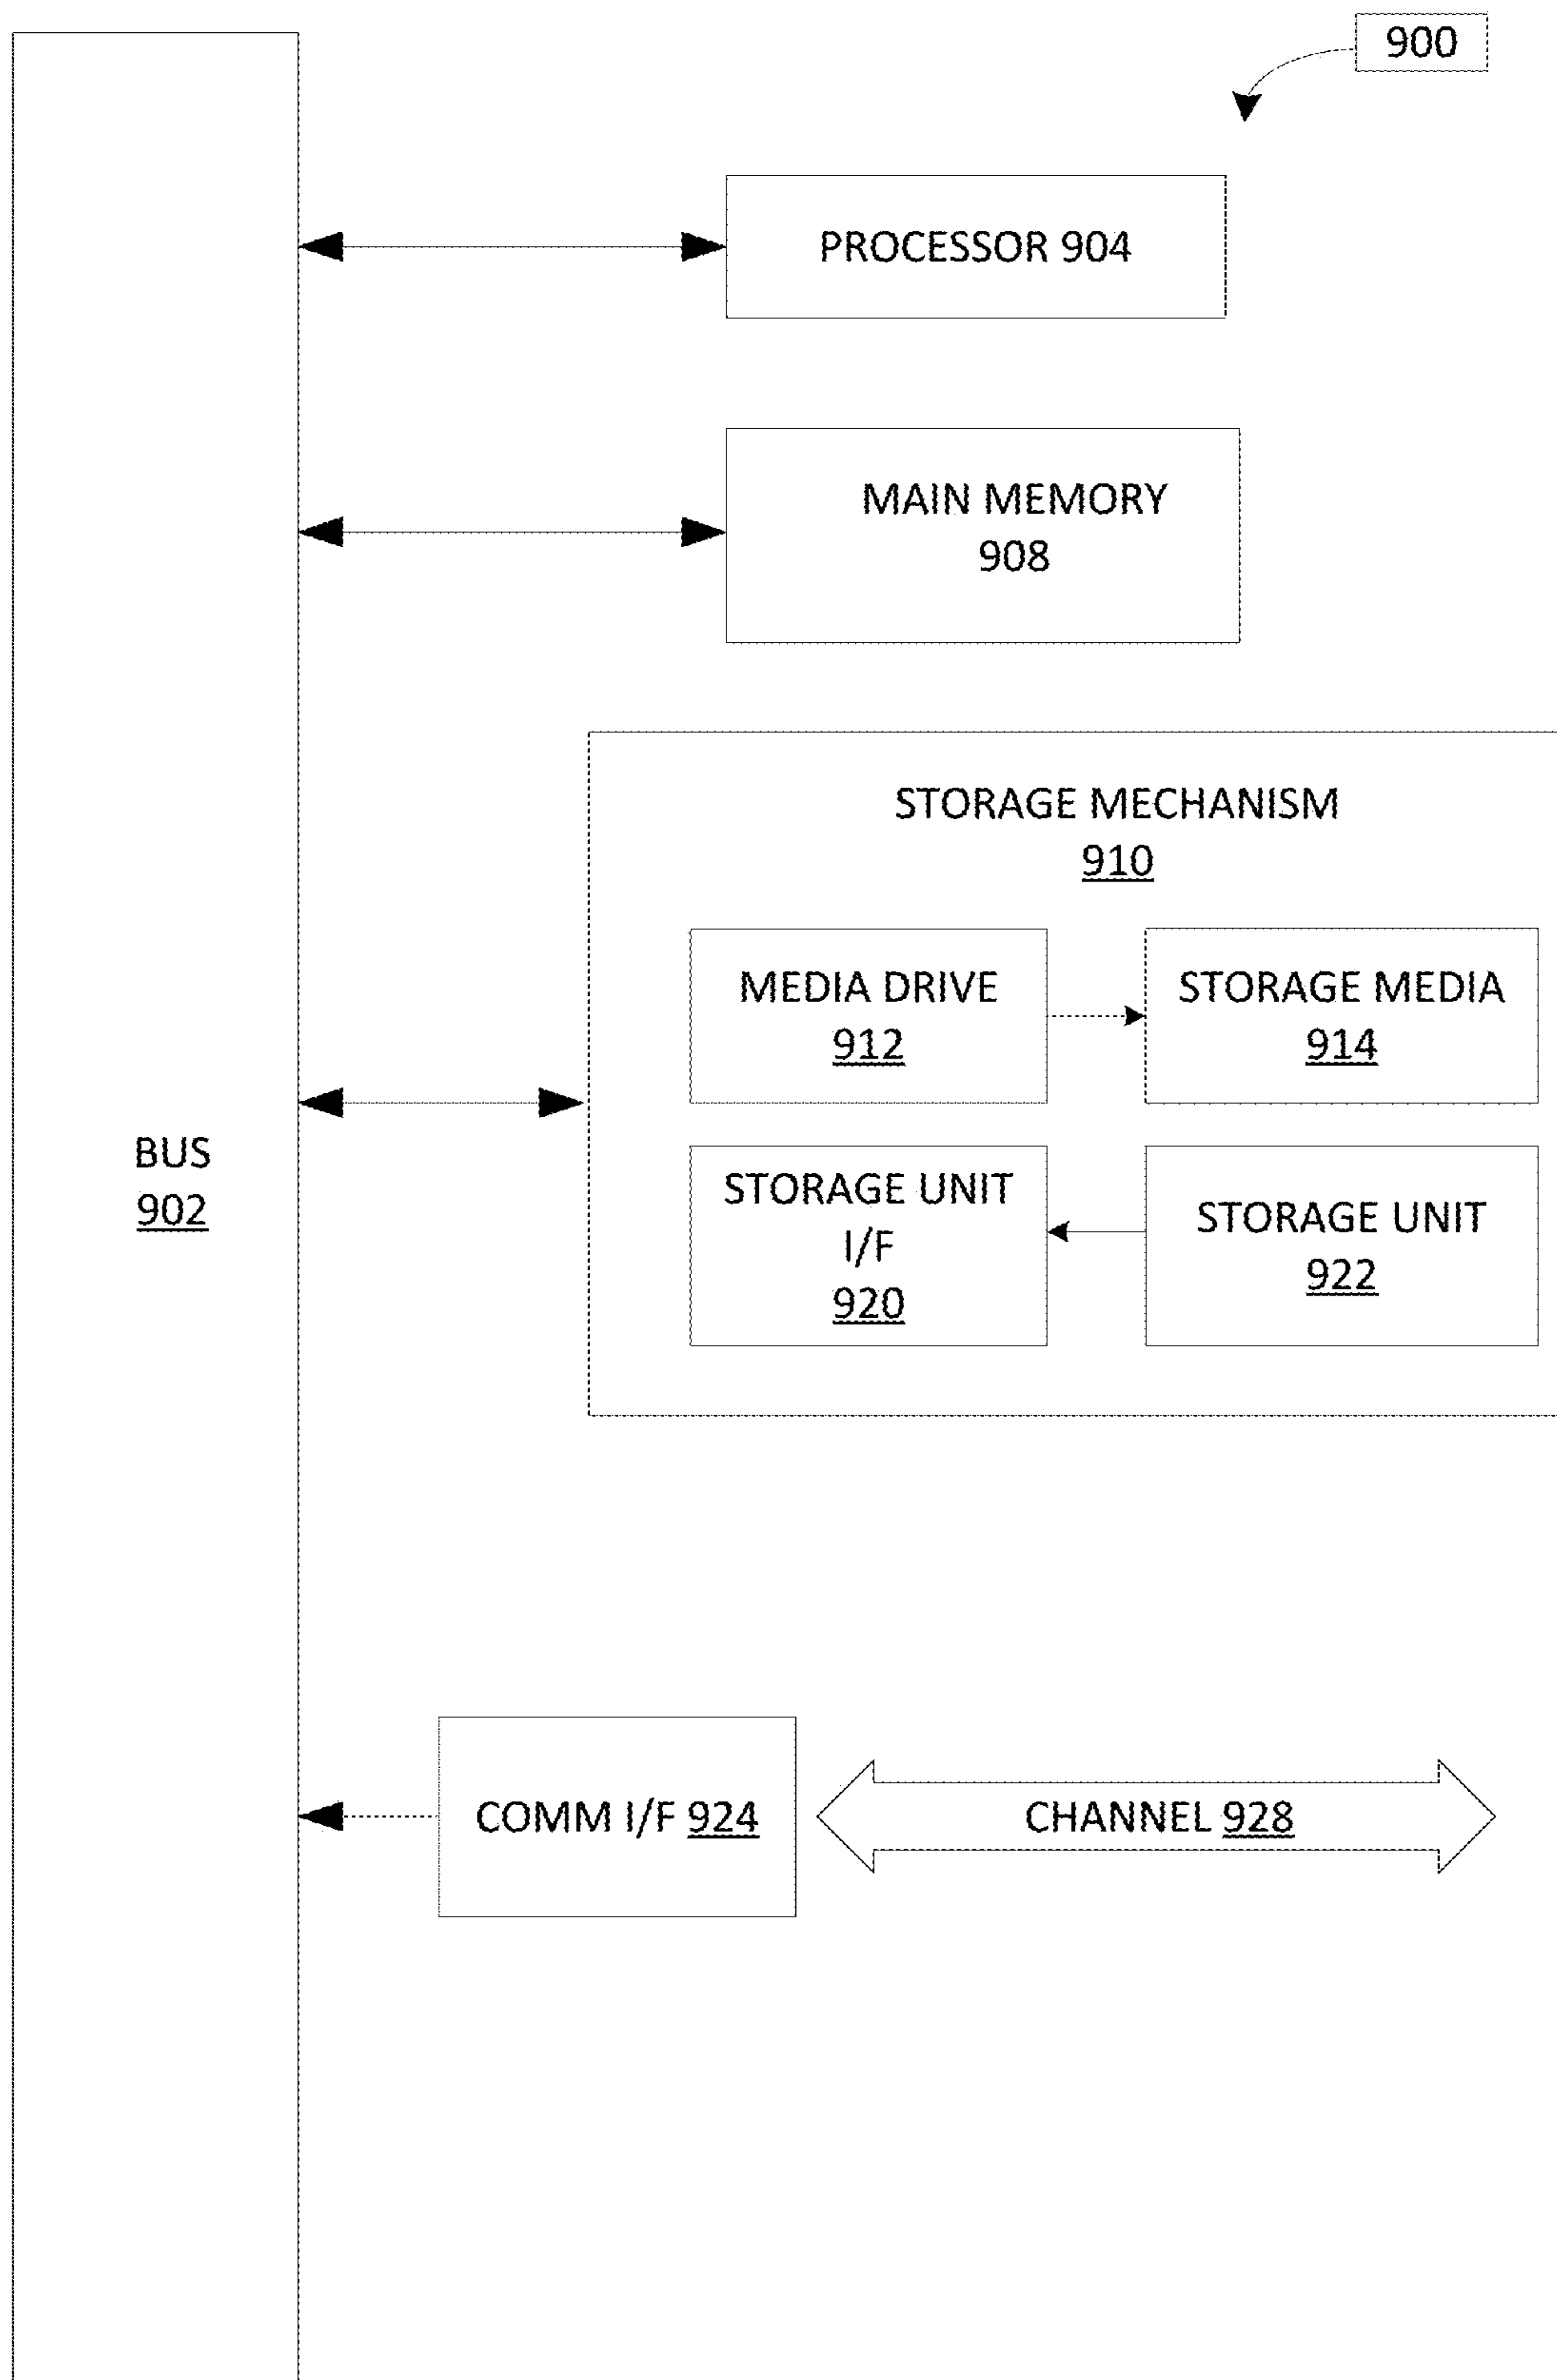 900
PROCESSOR 904
MAIN MEMORY
908
STORAGE MECHANISM
910
MEDIA DRIVE
912
STORAGE MEDIA
914
BUS
902
STORAGE UNIT
I/F
920
STORAGE UNIT
922
COMM I/F 924
CHANNEL 928